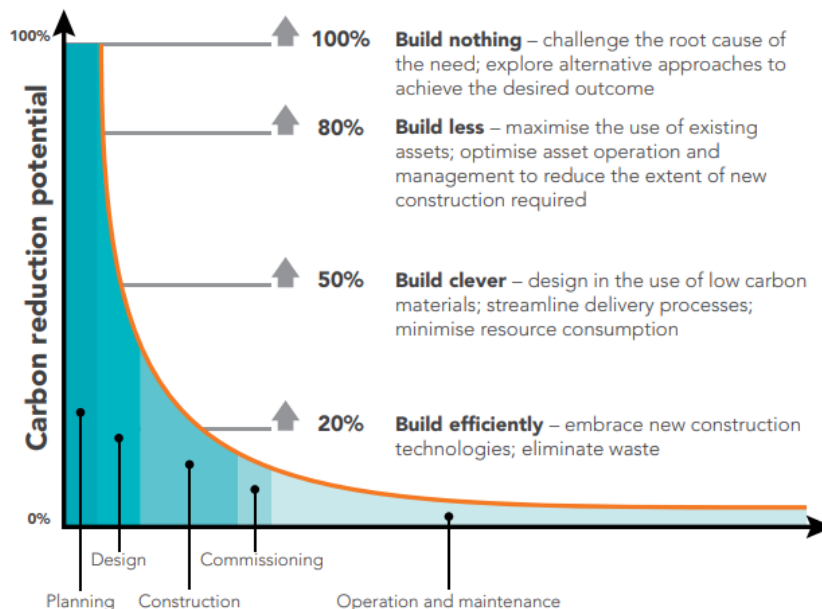 Carbon reduction potential
100%
0%
100%
Build nothing – challenge the root cause of
the need; explore alternative approaches to
achieve the desired outcome
80%
Build less – maximise the use of existing
assets; optimise asset operation and
management to reduce the extent of new
construction required
50%
Build clever – design in the use of low carbon
materials; streamline delivery processes;
minimise resource consumption
20%
Build efficiently – embrace new construction
technologies; eliminate waste
Design
Commissioning
Planning
Construction
Operation and maintenance